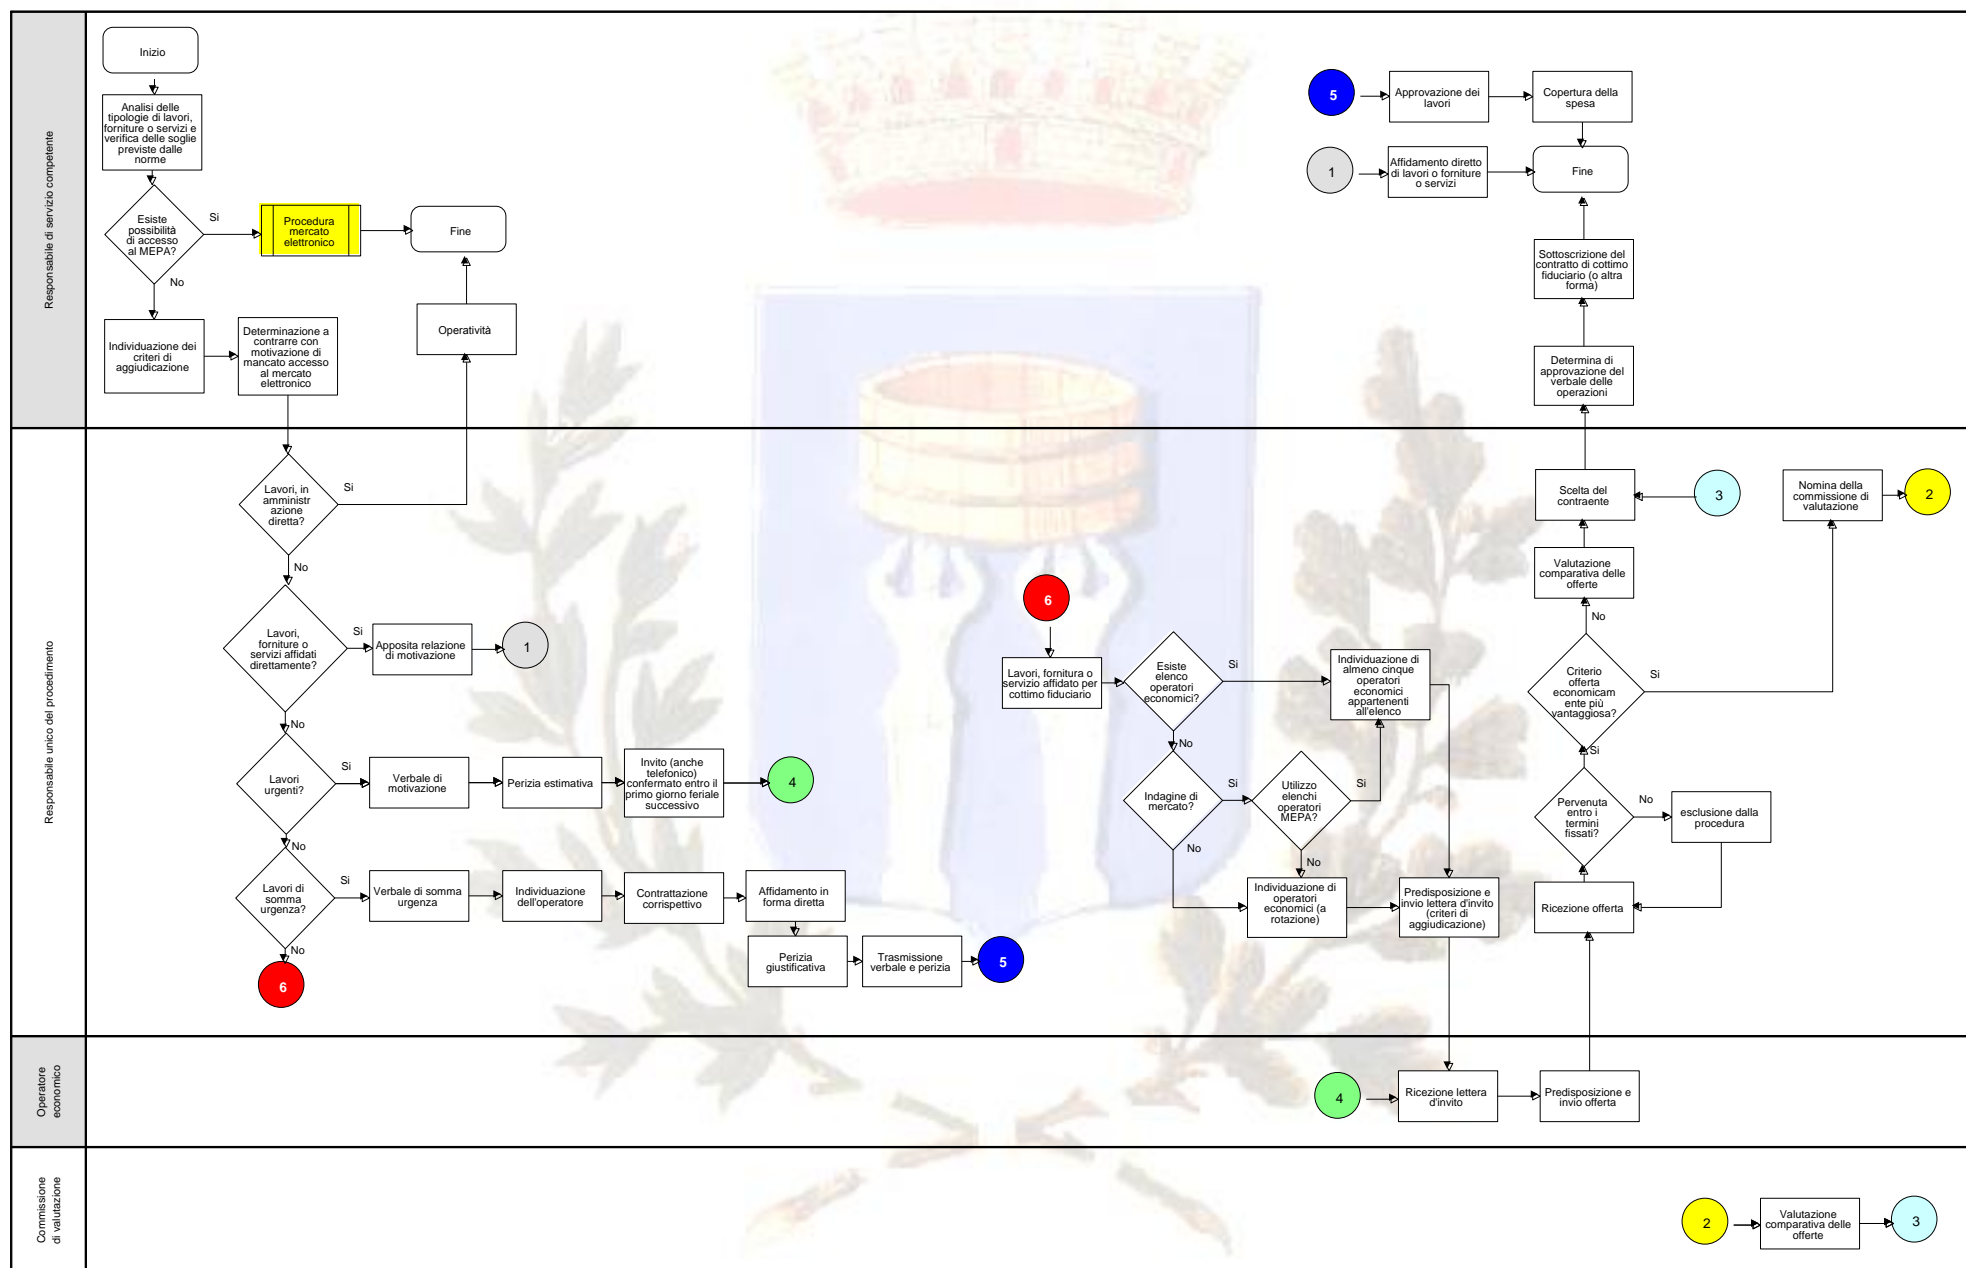 Responsabile di servizio competente
Inizio
Analisi delle
tipologie di lavori,
forniture o servizi e
verifica delle soglie
previste dalle
norme
Esiste
possibilità
di accesso
al MEPA?
Si
No
Procedura
mercato
elettronico
Fine
Individuazione dei
criteri di
aggiudicazione
Determinazione a
contrarre con
motivazione di
mancato accesso
al mercato
elettronico
Operatività
5
Approvazione dei
lavori
Copertura della
spesa
1
Affidamento diretto
di lavori o forniture
o servizi
Fine
Sottoscrizione del
contratto di cottimo
fiduciario (o altra
forma)
Determina di
approvazione del
verbale delle
operazioni
Responsabile unico del procedimento
Lavori, in
amministr
azione
diretta?
Si
No
Lavori,
forniture o
servizi affidati
direttamente?
Si
No
Apposita relazione
di motivazione
1
Lavori
urgenti?
Si
No
Verbale di
motivazione
Perizia estimativa
Invito (anche
telefonico)
confermato entro il
primo giorno feriale
successivo
4
Lavori di
somma
urgenza?
Si
No
Verbale di somma
urgenza
Individuazione
dell'operatore
Contrattazione
corrispettivo
Affidamento in
forma diretta
Perizia
giustificativa
Trasmissione
verbale e perizia
5
6
6
Lavori, fornitura o
servizio affidato per
cottimo fiduciario
Esiste
elenco
operatori
economici?
Si
No
Individuazione di
almeno cinque
operatori
economici
appartenenti
all'elenco
Indagine di
mercato?
Si
No
Utilizzo
elenchi
operatori
MEPA?
Si
No
Individuazione di
operatori
economici (a
rotazione)
Predisposizione e
invio lettera d'invito
(criteri di
aggiudicazione)
Scelta del
contraente
3
Nomina della
commissione di
valutazione
2
Valutazione
comparativa delle
offerte
No
Criterio
offerta
economicam
ente più
vantaggiosa?
Si
Si
Pervenuta
entro i
termini
fissati?
No
esclusione dalla
procedura
Ricezione offerta
Operatore
economico
4
Ricezione lettera
d'invito
Predisposizione e
invio offerta
Commissione
di valutazione
2
Valutazione
comparativa delle
offerte
3